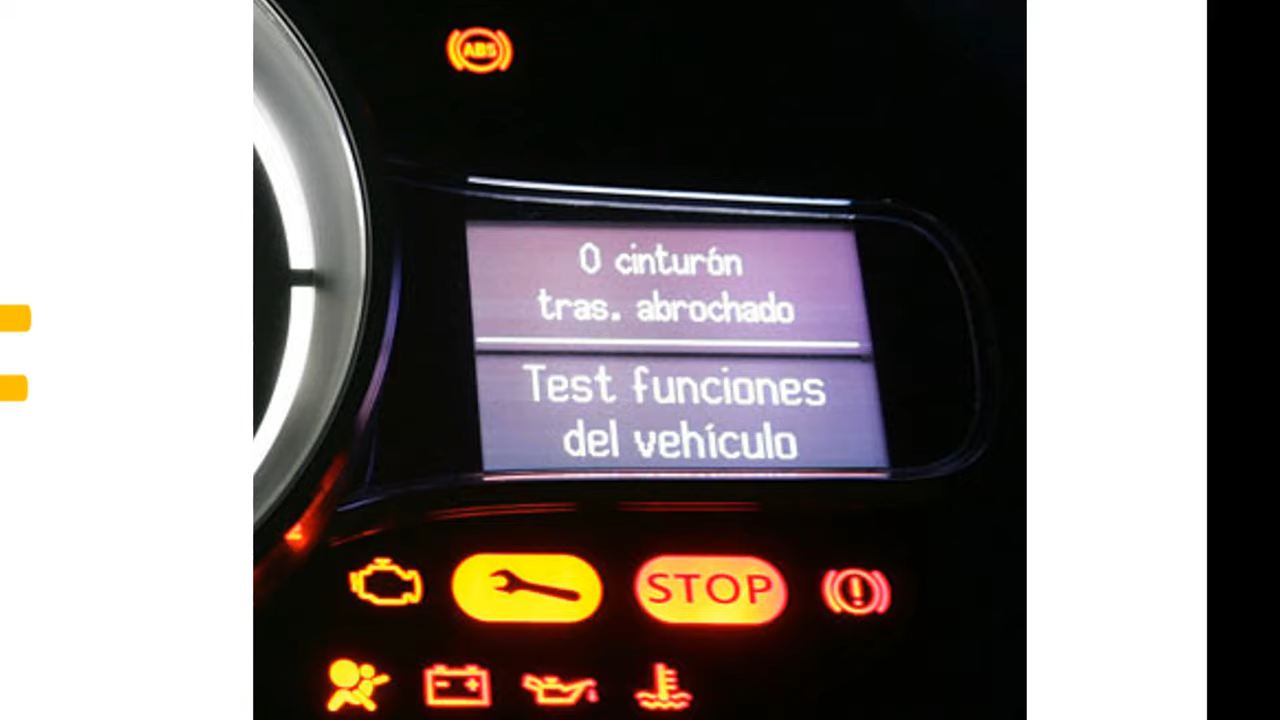 ABS
0 cinturón
tras. abrochado
Test funciones
del vehículo
STOP